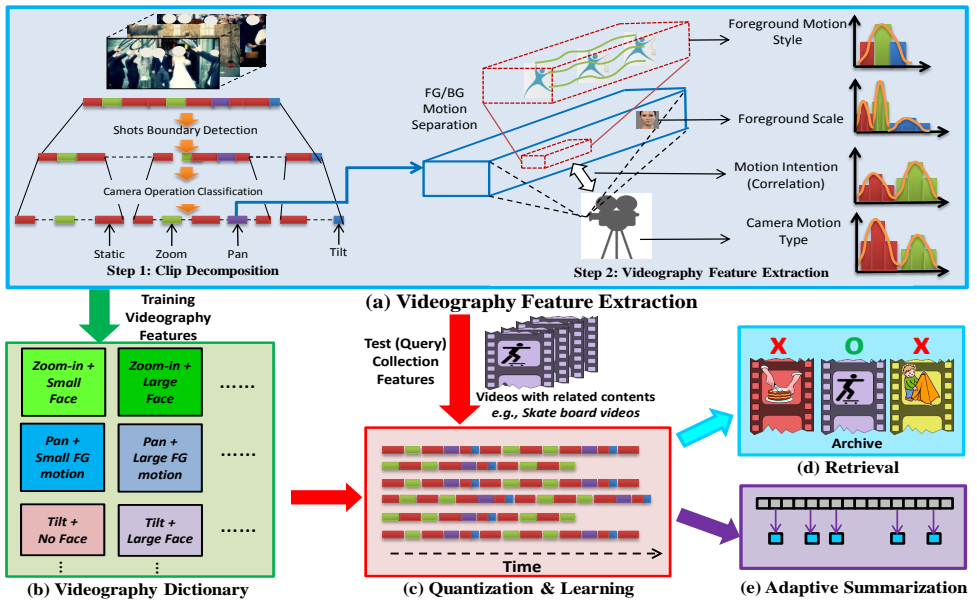 Shots Boundary Detection
Camera Operation Classification
Static
Zoom
Pan
Tilt
Step 1: Clip Decomposition
FG/BG
Motion
Separation
Foreground Motion
Style
Foreground Scale
Motion Intention
(Correlation)
Camera Motion
Type
Step 2: Videography Feature Extraction
(a) Videography Feature Extraction
Training
Videography
Features
Zoom-in +
Small
Face
Zoom-in +
Large
Face
......
Pan +
Small FG
motion
Pan +
Large FG
motion
......
Tilt +
No Face
Tilt +
Large Face
......
(b) Videography Dictionary
Test (Query)
Collection
Features
Videos with related contents
e.g., Skate board videos
Time
(c) Quantization & Learning
X O X
Archive
(d) Retrieval
(e) Adaptive Summarization